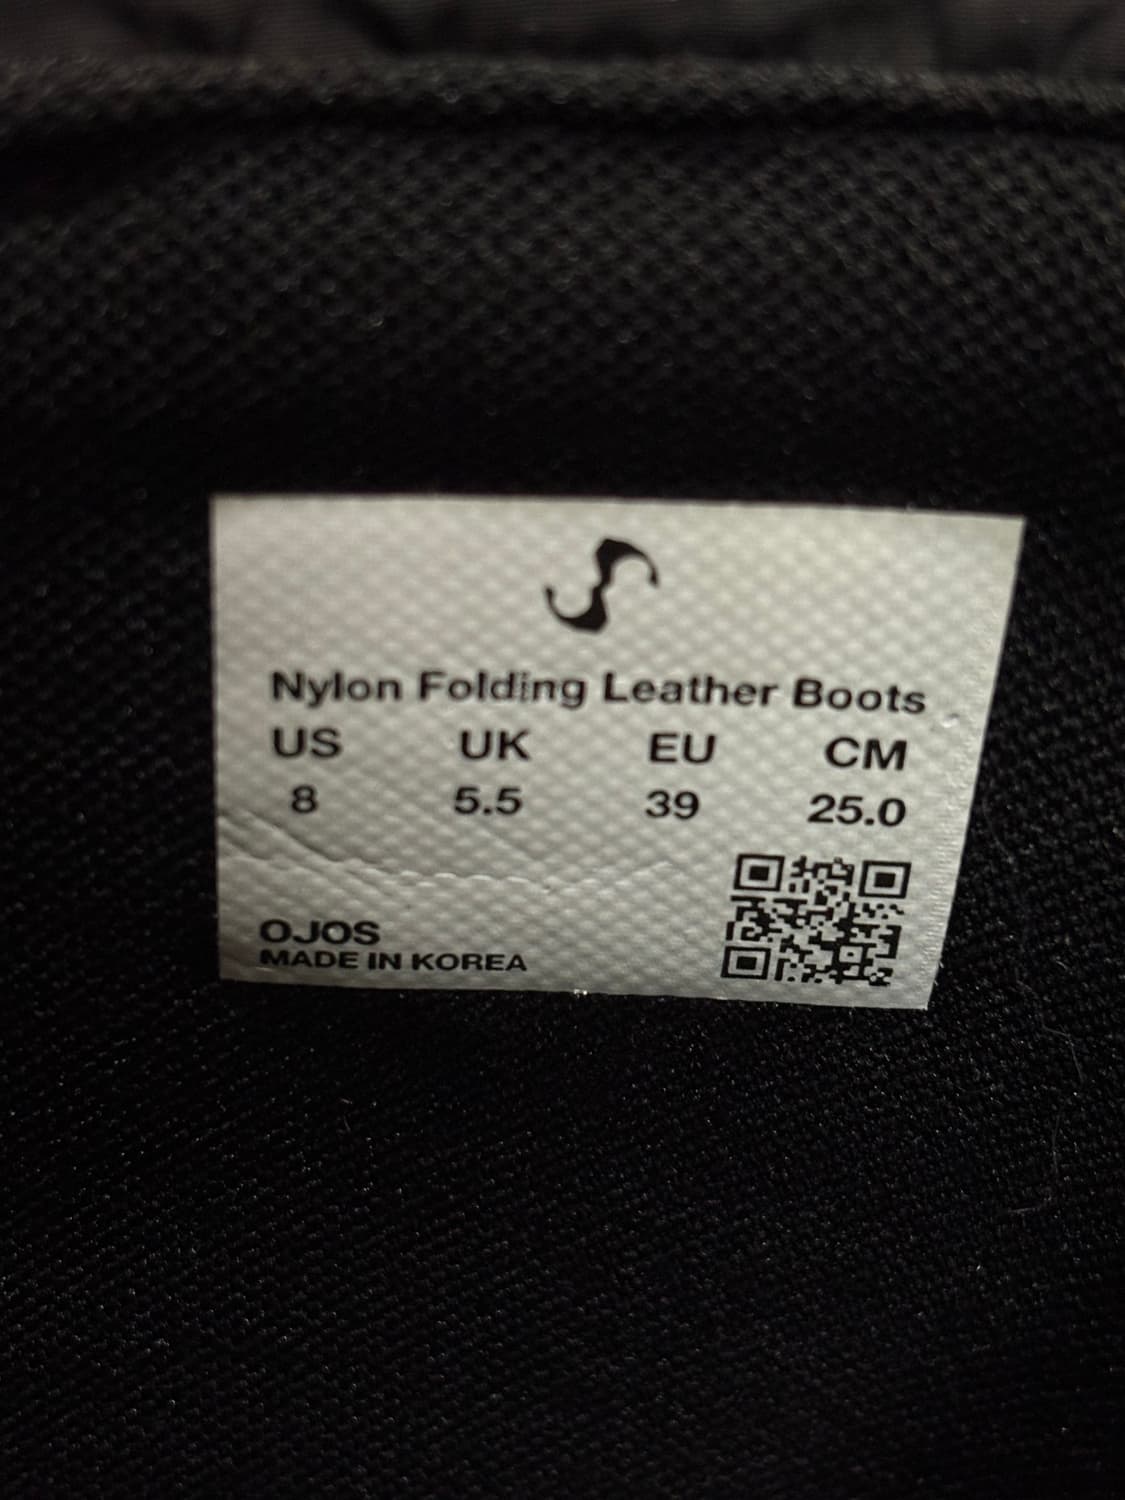 Nylon Folding Leather Boots
US UK EU CM
8 5.5 39 25.0
OJOS
MADE IN KOREA